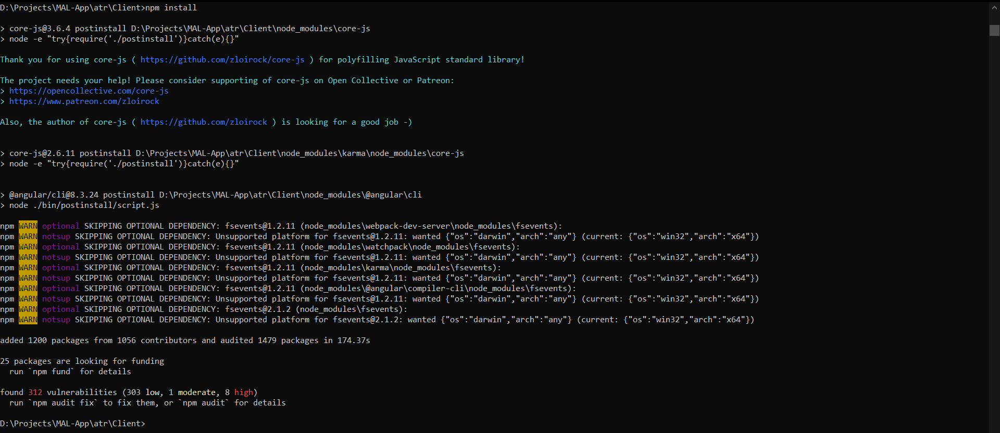 D:\Projects\MAL-App\atr\Client>npm install
> core-js@3.6.4 postinstall D:\Projects\MAL-App\atr\Client\node_modules\core-js
> node -e "try{require('./postinstall')}catch(e){}"
Thank you for using core-js ( https://github.com/zloirock/core-js ) for polyfilling JavaScript standard library!
The project needs your help! Please consider supporting of core-js on Open Collective or Patreon:
> https://opencollective.com/core-js
> https://www.patreon.com/zloirock
Also, the author of core-js ( https://github.com/zloirock ) is looking for a good job -)
> core-js@2.6.11 postinstall D:\Projects\MAL-App\atr\Client\node_modules\karma\node_modules\core-js
> node -e "try{require('./postinstall')}catch(e){}"
> @angular/cli@8.3.24 postinstall D:\Projects\MAL-App\atr\Client\node_modules\@angular\cli
> node ./bin/postinstall/script.js
npm WARN optional SKIPPING OPTIONAL DEPENDENCY: fsevents@1.2.11 (node_modules\webpack-dev-server\node_modules\fsevents):
npm WARN notsup SKIPPING OPTIONAL DEPENDENCY: Unsupported platform for fsevents@1.2.11: wanted {"os":"darwin","arch":"any"} (current: {"os":"win32","arch":"x64"})
npm WARN optional SKIPPING OPTIONAL DEPENDENCY: fsevents@1.2.11 (node_modules\watchpack\node_modules\fsevents):
npm WARN notsup SKIPPING OPTIONAL DEPENDENCY: Unsupported platform for fsevents@1.2.11: wanted {"os":"darwin","arch":"any"} (current: {"os":"win32","arch":"x64"})
npm WARN optional SKIPPING OPTIONAL DEPENDENCY: fsevents@1.2.11 (node_modules\karma\node_modules\fsevents):
npm WARN notsup SKIPPING OPTIONAL DEPENDENCY: Unsupported platform for fsevents@1.2.11: wanted {"os":"darwin","arch":"any"} (current: {"os":"win32","arch":"x64"})
npm WARN optional SKIPPING OPTIONAL DEPENDENCY: fsevents@1.2.11 (node_modules\@angular\compiler-cli\node_modules\fsevents):
npm WARN notsup SKIPPING OPTIONAL DEPENDENCY: Unsupported platform for fsevents@1.2.11: wanted {"os":"darwin","arch":"any"} (current: {"os":"win32","arch":"x64"})
npm WARN optional SKIPPING OPTIONAL DEPENDENCY: fsevents@2.1.2 (node_modules\fsevents):
npm WARN notsup SKIPPING OPTIONAL DEPENDENCY: Unsupported platform for fsevents@2.1.2: wanted {"os":"darwin","arch":"any"} (current: {"os":"win32","arch":"x64"})
added 1200 packages from 1056 contributors and audited 1479 packages in 174.37s
25 packages are looking for funding
run `npm fund` for details
found 312 vulnerabilities (303 low, 1 moderate, 8 high)
run `npm audit fix` to fix them, or `npm audit` for details
D:\Projects\MAL-App\atr\Client>